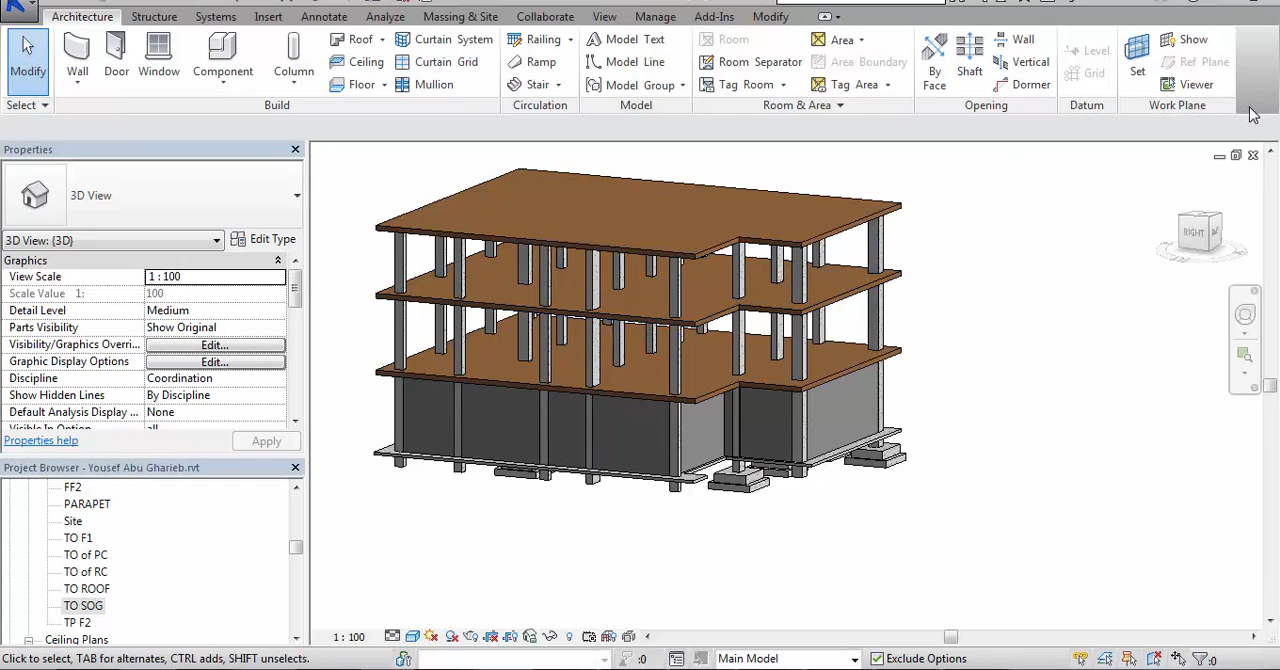 Architecture Structure Systems Insert Annotate Analyze Massing & Site Collaborate View Manage Add-Ins Modify
Modify Wall Door Window Component Column
Roof Curtain System
Ceiling Curtain Grid
Floor Mullion
Railing
Ramp
Stair
Model Text
Model Line
Model Group
Room Area
Room Separator Area Boundary
Tag Room Tag Area
By Face Shaft
Wall
Vertical
Dormer
Level
Grid
Set
Show
Ref Plane
Viewer
Select Build Circulation Model Room & Area Opening Datum Work Plane
Properties
3D View
3D View: {3D} Edit Type
Graphics
View Scale 1 : 100
Scale Value 1: 100
Detail Level Medium
Parts Visibility Show Original
Visibility/Graphics Overri... Edit...
Graphic Display Options Edit...
Discipline Coordination
Show Hidden Lines By Discipline
Default Analysis Display ... None
Visible In Option all
Properties help Apply
Project Browser - Yousef Abu Gharieb.rvt
FF2
PARAPET
Site
TO F1
TO of PC
TO of RC
TO ROOF
TO SOG
TP F2
Ceiling Plans
RIGHT
1 : 100
Click to select, TAB for alternates, CTRL adds, SHIFT unselects. :0 Main Model Exclude Options :0